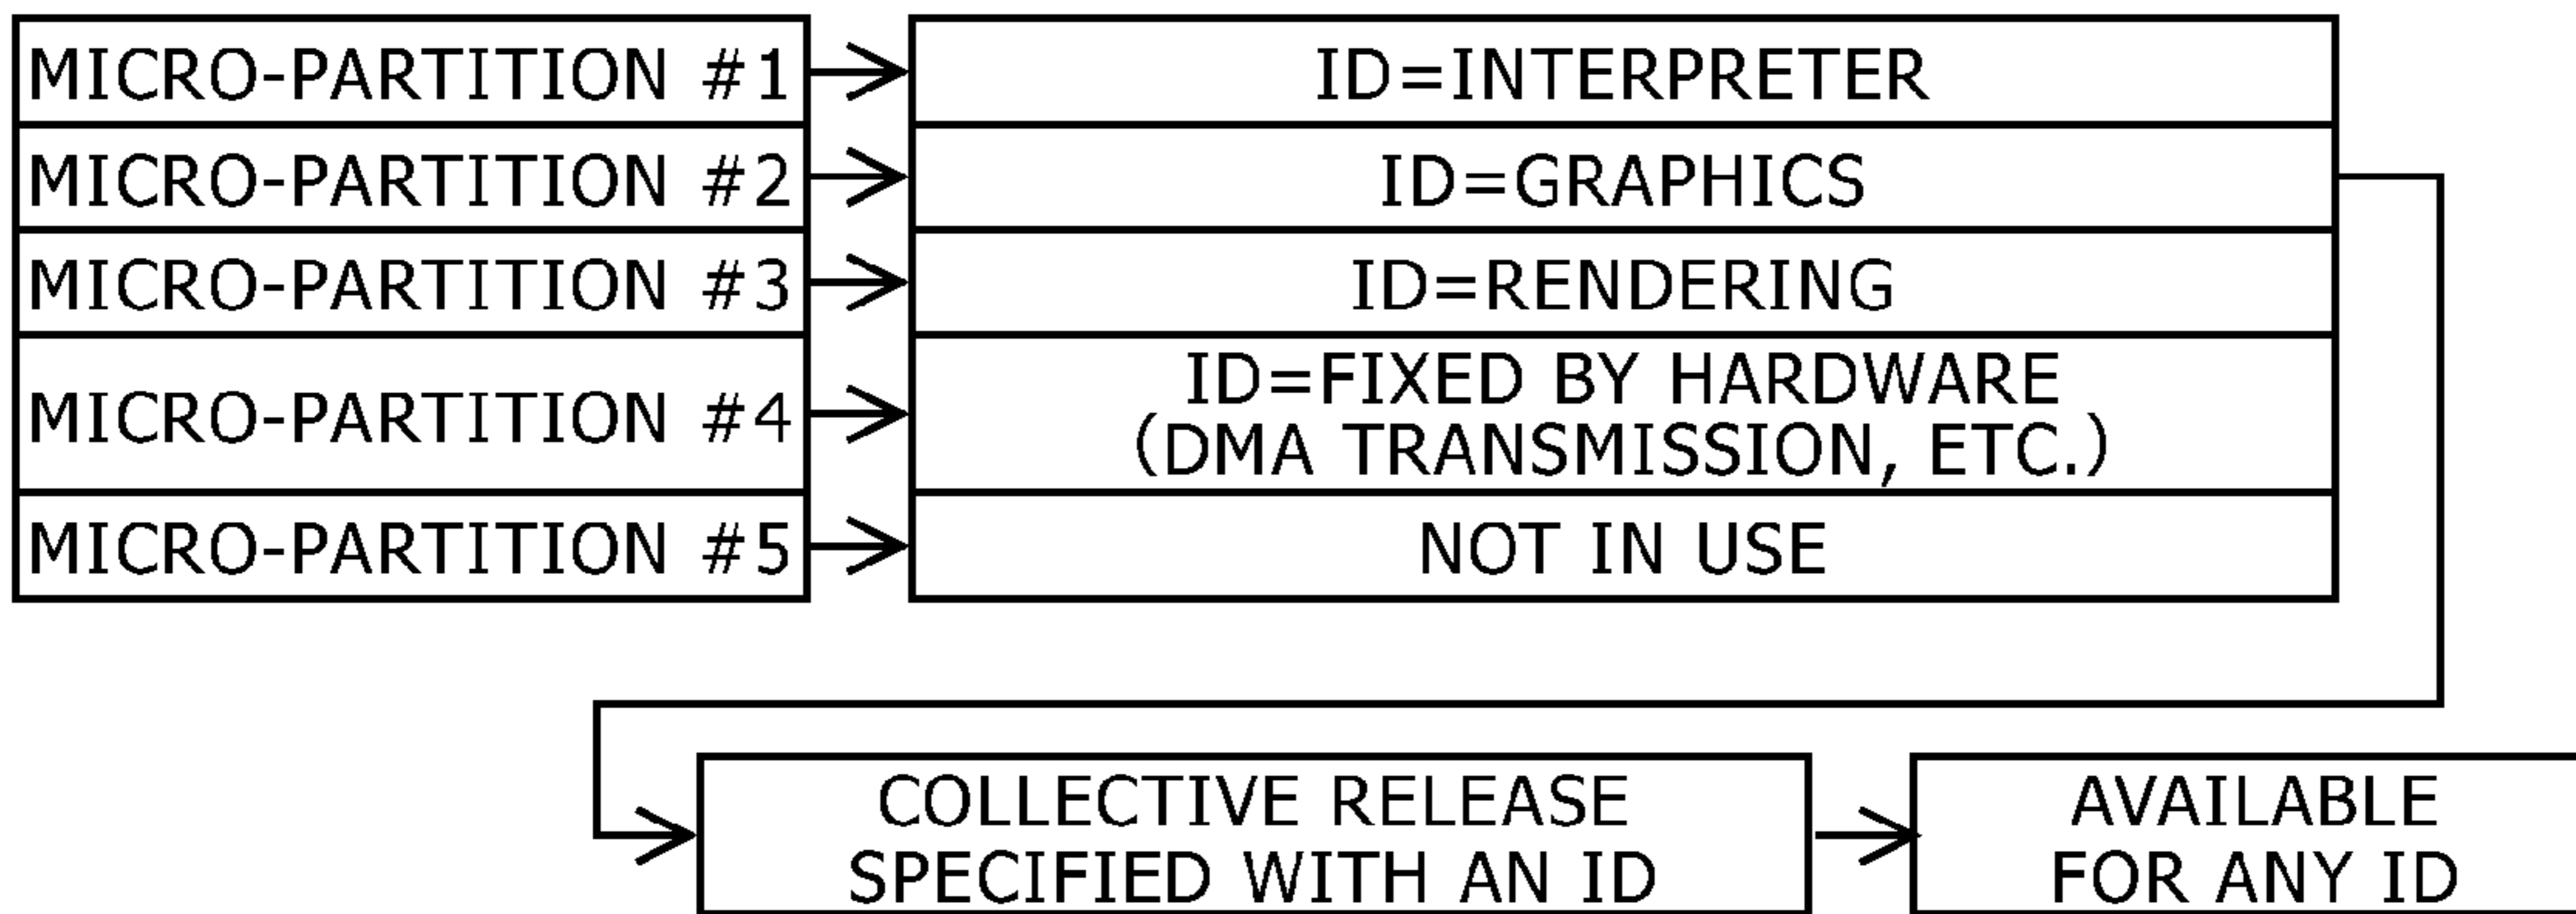 MICRO-PARTITION #1
ID=INTERPRETER
MICRO-PARTITION #2
ID=GRAPHICS
MICRO-PARTITION #3
ID=RENDERING
MICRO-PARTITION #4
ID=FIXED BY HARDWARE
(DMA TRANSMISSION, ETC.)
MICRO-PARTITION #5
NOT IN USE
COLLECTIVE RELEASE
SPECIFIED WITH AN ID
AVAILABLE
FOR ANY ID